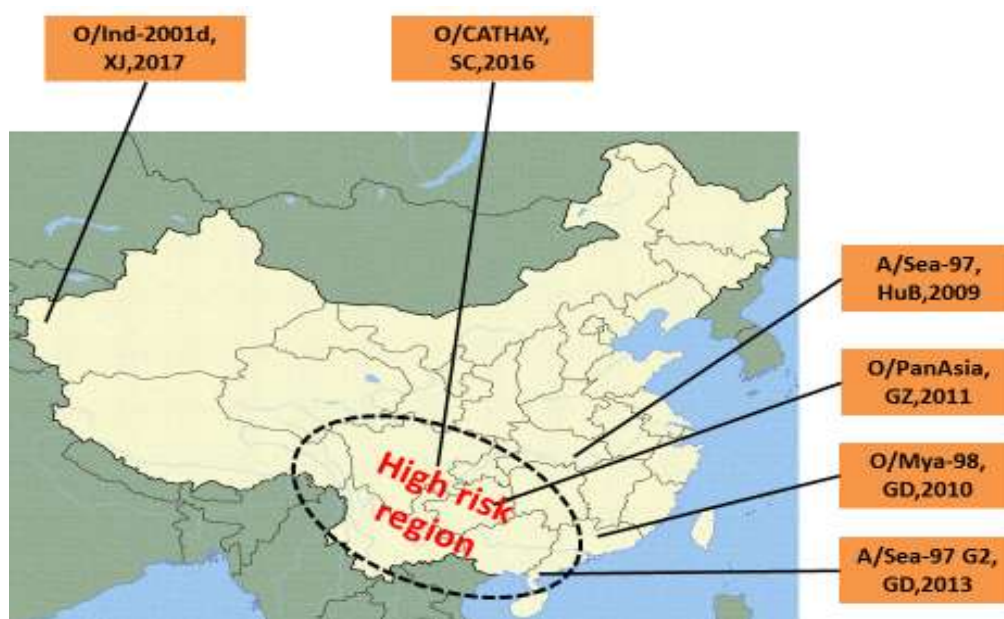 O/Ind-2001d,
XJ,2017
O/CATHAY,
SC,2016
A/Sea-97,
HuB,2009
O/PanAsia,
GZ,2011
O/Mya-98,
GD,2010
A/Sea-97 G2,
GD,2013
High risk
region